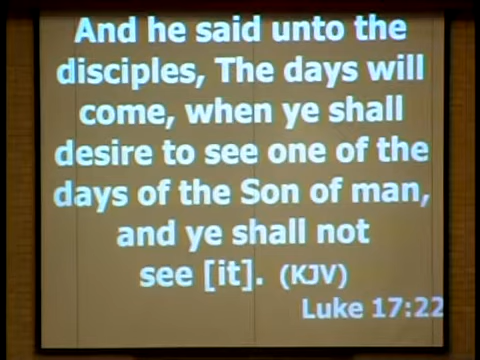 And he said unto the
disciples, The days will
come, when ye shall
desire to see one of the
days of the Son of man,
and ye shall not
see [it]. (KJV)
Luke 17:22